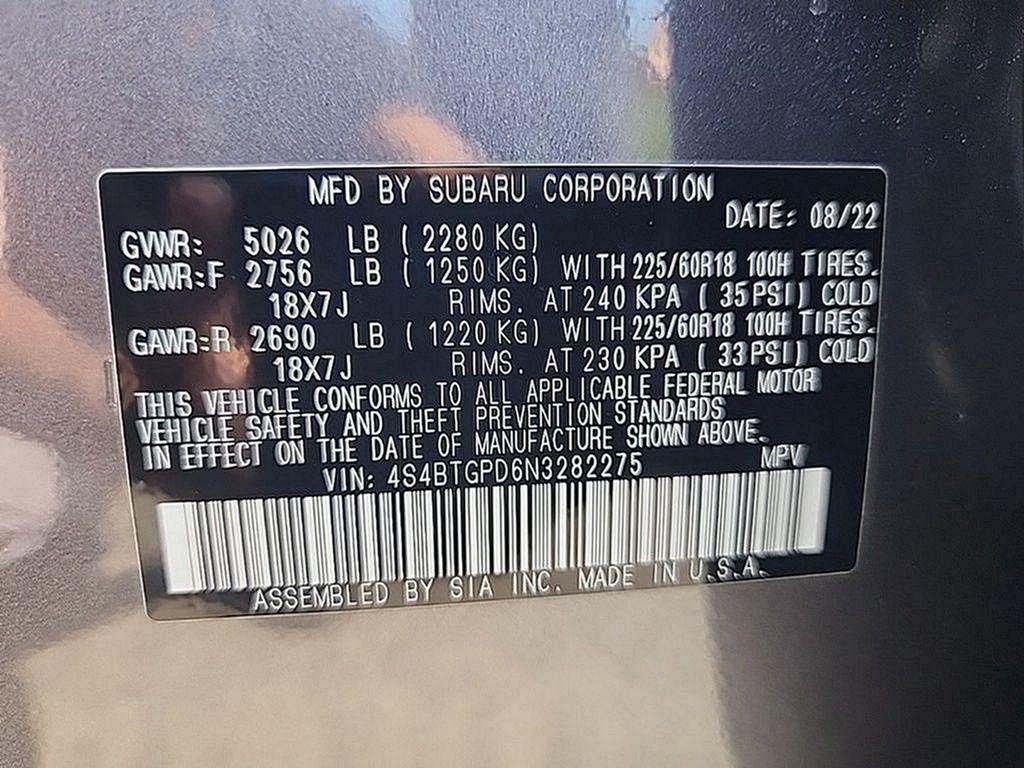 MFD BY SUBARU CORPORATION
DATE: 08/22
GVWR: 5026 LB ( 2280 KG)
GAWR:F 2756 LB ( 1250 KG) WITH 225/60R18 100H TIRES.
18X7J RIMS. AT 240 KPA ( 35PSI) COLD
GAWR:R 2690 LB ( 1220 KG) WITH 225/60R18 100H TIRES.
18X7J RIMS. AT 230 KPA ( 33PSI) COLD
THIS VEHICLE CONFORMS TO ALL APPLICABLE FEDERAL MOTOR
VEHICLE SAFETY AND THEFT PREVENTION STANDARDS
IN EFFECT ON THE DATE OF MANUFACTURE SHOWN ABOVE.
VIN: 4S4BTGPD6N3282275 MPV
ASSEMBLED BY SIA INC. MADE IN U.S.A.